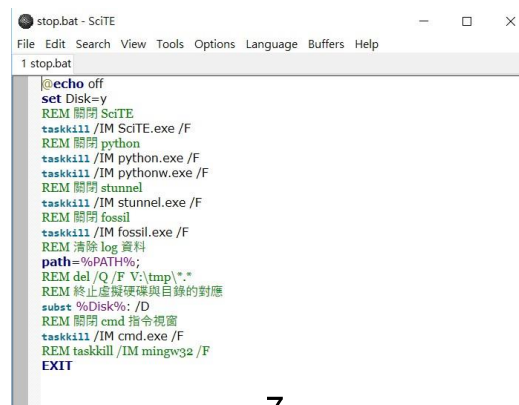 stop.bat - SciTE
File Edit Search View Tools Options Language Buffers Help
1 stop.bat
@echo off
set Disk=y
REM 關閉 SciTE
taskkill /IM SciTE.exe /F
REM 關閉 python
taskkill /IM python.exe /F
taskkill /IM pythonw.exe /F
REM 關閉 stunnel
taskkill /IM stunnel.exe /F
REM 關閉 fossil
taskkill /IM fossil.exe /F
REM 清除 log 資料
path=%PATH%;
REM del /Q /F V:\tmp\*.*
REM 終止虛擬硬碟與目錄的對應
subst %Disk%: /D
REM 關閉 cmd 指令視窗
taskkill /IM cmd.exe /F
REM taskkill /IM mingw32 /F
EXIT